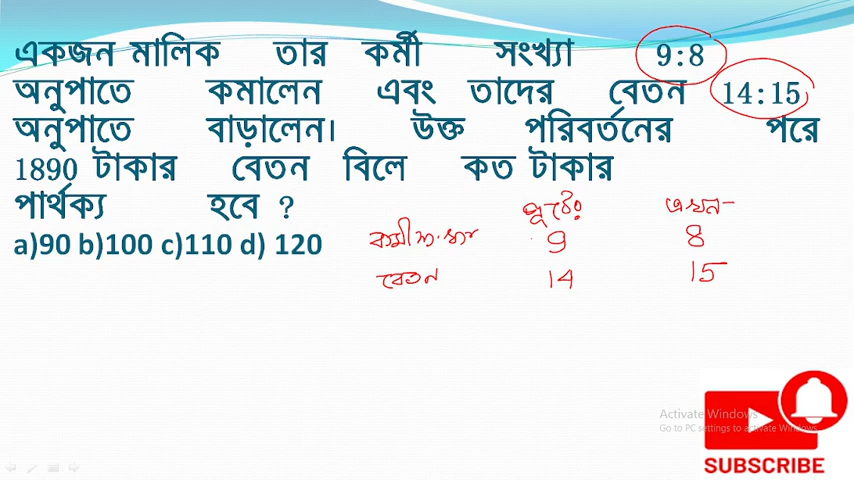 একজন মালিক তার কর্মী সংখ্যা 9:8
অনুপাতে কমালেন এবং তাদের বেতন 14:15
অনুপাতে বাড়ালেন। উক্ত পরিবর্তনের পরে
1890 টাকার বেতন বিলে কত টাকার
পার্থক্য হবে ?
a)90 b)100 c)110 d) 120
পূর্বের এখন
কর্মীসংখ্যা 9 8
বেতন 14 15
Activate Windows
Go to PC settings to activate Windows.
SUBSCRIBE